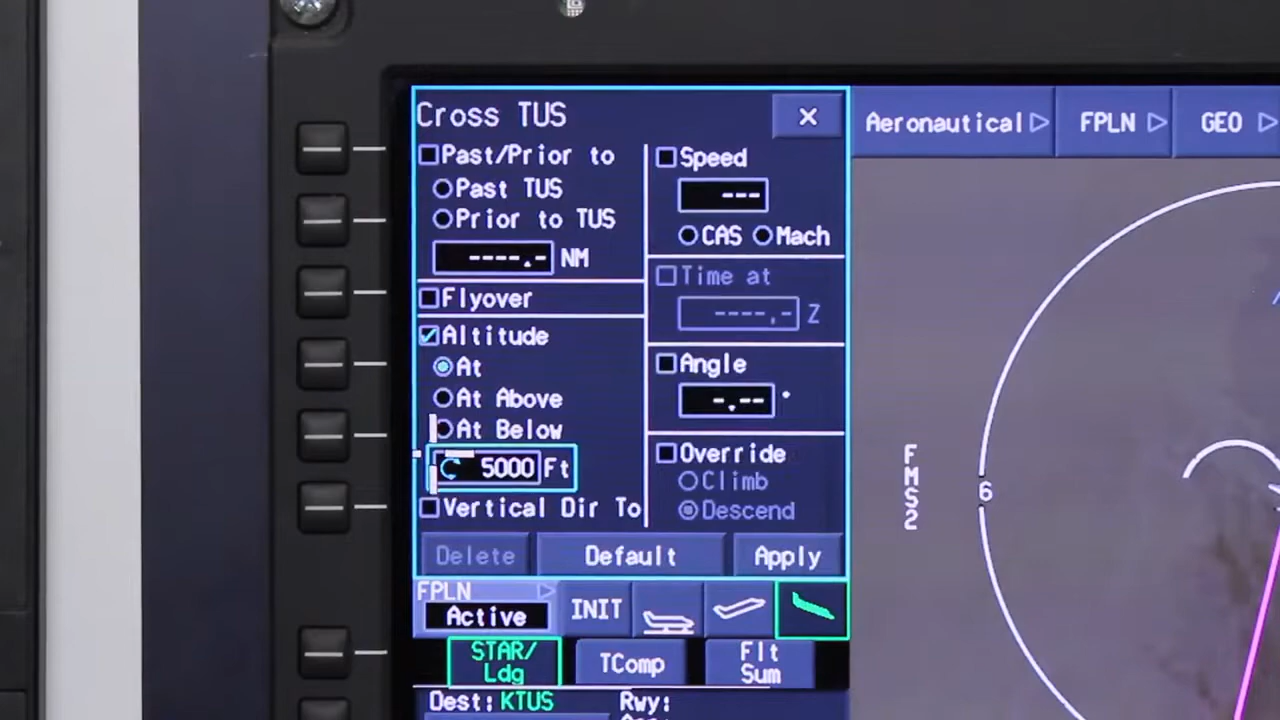 Cross TUS
Aeronautical
FPLN
GEO
Past/Prior to
Past TUS
Prior to TUS
----.- NM
Flyover
Altitude
At
At Above
At Below
5000 Ft
Vertical Dir To
Speed
---
CAS Mach
Time at
----.- Z
Angle
-.-- °
Override
Climb
Descend
Delete Default Apply
FPLN
Active
INIT
STAR/
Ldg
TComp
Flt
Sum
Dest: KTUS Rwy:
FMS2
6